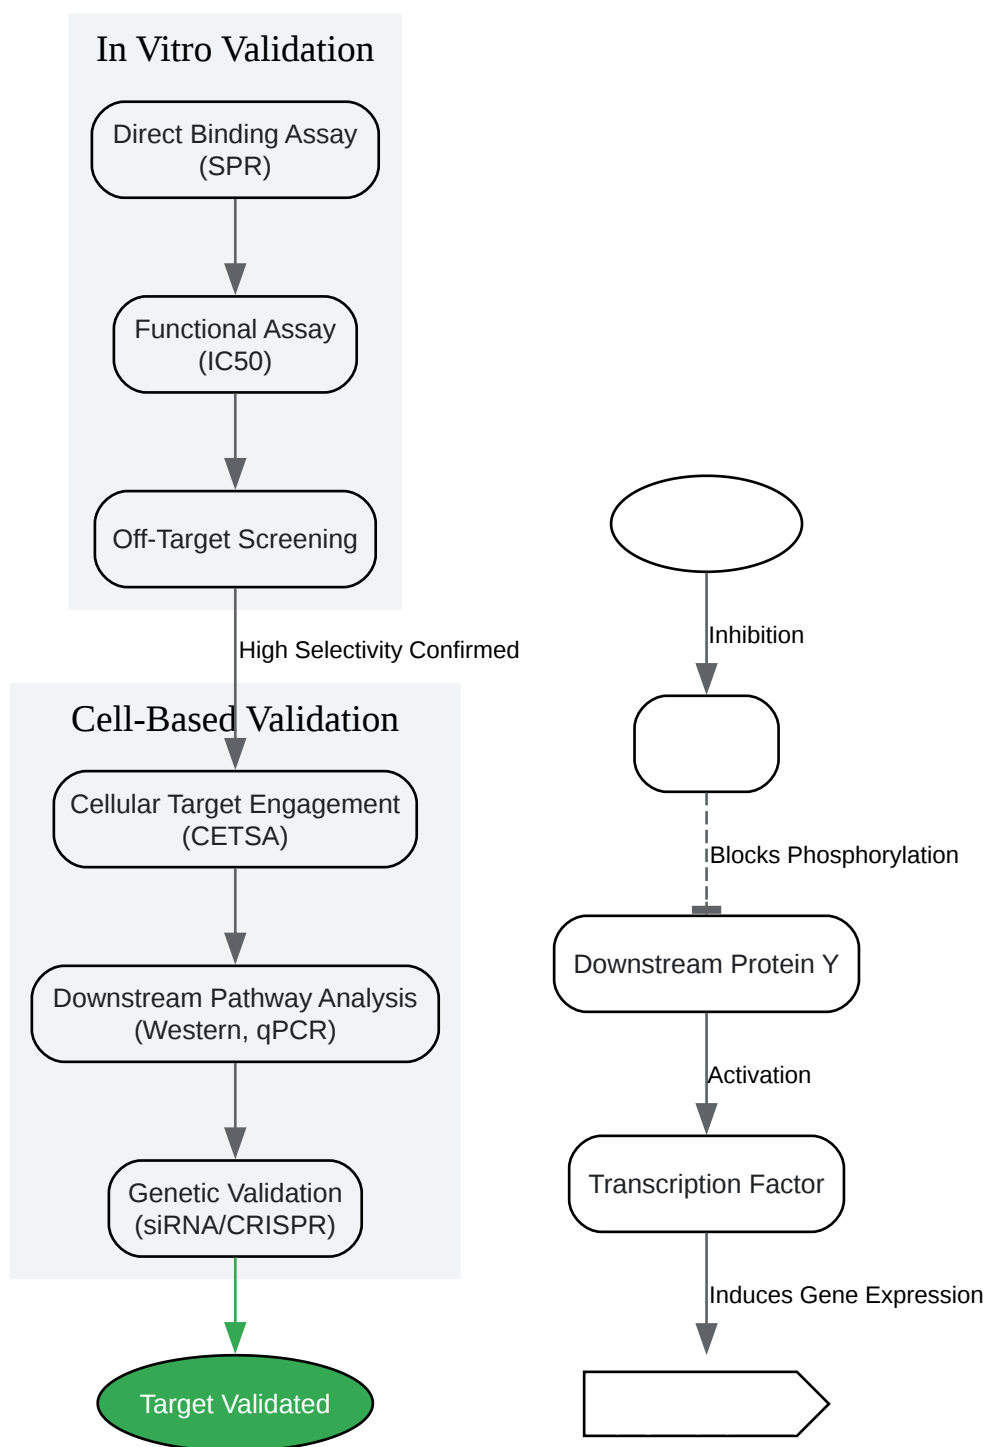 In Vitro Validation
Direct Binding Assay
(SPR)
Functional Assay
(IC50)
Off-Target Screening
High Selectivity Confirmed
Cell-Based Validation
Cellular Target Engagement
(CETSA)
Downstream Pathway Analysis
(Western, qPCR)
Genetic Validation
(siRNA/CRISPR)
Target Validated
Inhibition
Blocks Phosphorylation
Downstream Protein Y
Activation
Transcription Factor
Induces Gene Expression